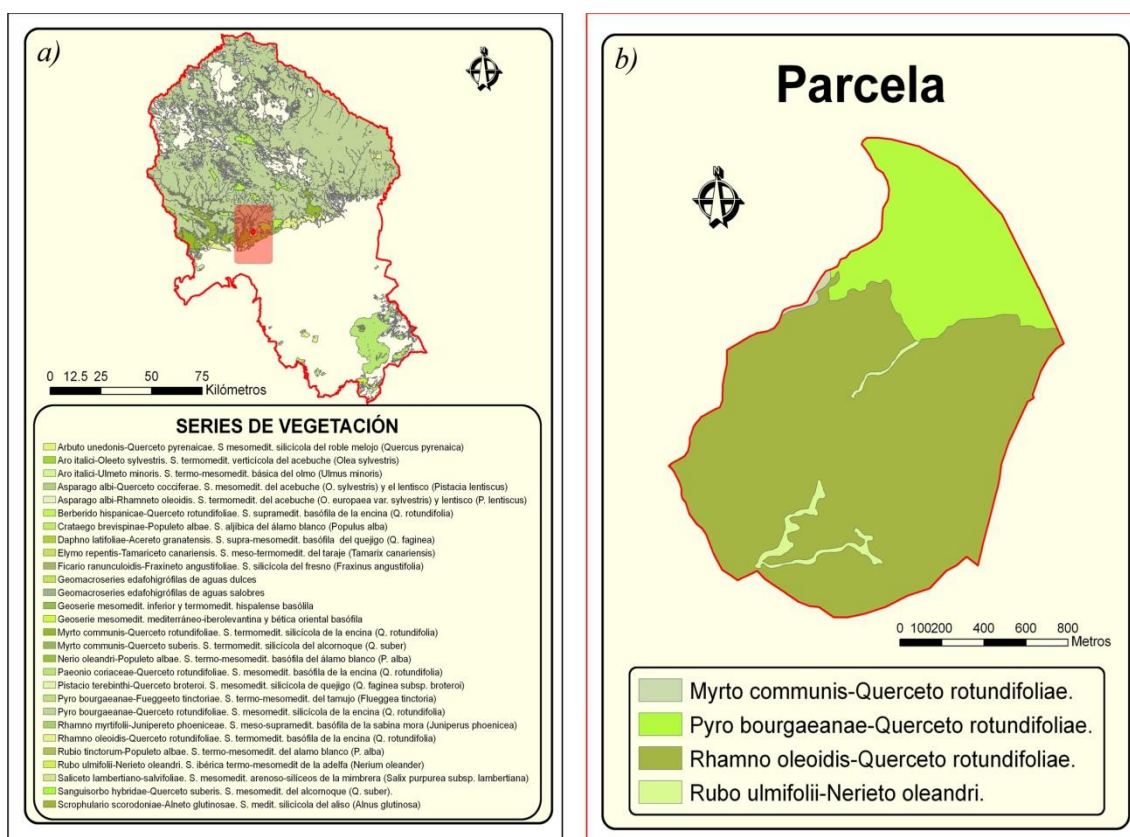 a)
0 12.5 25 50 75
Kilómetros
SERIES DE VEGETACIÓN
Arbuto unedonis-Querceto pyrenaicae. S mesomedit. silicícola del roble melojo (Quercus pyrenaica)
Aro italici-Oleeto sylvestris. S. termomedit. verticícola del acebuche (Olea sylvestris)
Aro italici-Ulmeto minoris. S. termo-mesomedit. básica del olmo (Ulmus minoris)
Asparago albi-Querceto cocciferae. S. mesomedit. del acebuche (O. sylvestris) y el lentisco (Pistacia lentiscus)
Asparago albi-Rhamneto oleoidis. S. termomedit. del acebuche (O. europaea var. sylvestris) y lentisco (P. lentiscus)
Berberido hispanicae-Querceto rotundifoliae. S. supramedit. basófila de la encina (Q. rotundifolia)
Crataego brevispinae-Populeto albae. S. aljibica del álamo blanco (Populus alba)
Daphno latifoliae-Acereto granatensis. S. supra-mesomedit. basófila del quejigo (Q. faginea)
Elymo repentis-Tamariceto canariensis. S. meso-termomedit. del taraje (Tamarix canariensis)
Ficario ranunculoidis-Fraxineto angustifoliae. S. silicícola del fresno (Fraxinus angustifolia)
Geomacroseries edafohigrófilas de aguas dulces
Geomacroseries edafohigrófilas de aguas salobres
Geoserie mesomedit. inferior y termomedit. hispalense basólila
Geoserie mesomedit. mediterráneo-iberolevantina y bética oriental basófila
Myrto communis-Querceto rotundifoliae. S. termomedit. silicícola de la encina (Q. rotundifolia)
Myrto communis-Querceto suberis. S. termomedit. silicícola del alcornoque (Q. suber)
Nerio oleandri-Populeto albae. S. termo-mesomedit. basófila del álamo blanco (P. alba)
Paeonio coriaceae-Querceto rotundifoliae. S. mesomedit. basófila de la encina (Q. rotundifolia)
Pistacio terebinthi-Querceto broteroi. S. mesomedit. silicícola de quejigo (Q. faginea subsp. broteroi)
Pyro bourgaeanae-Fueggeeto tinctoriae. S. termo-mesomedit. del tamujo (Flueggea tinctoria)
Pyro bourgaeanae-Querceto rotundifoliae. S. mesomedit. silicícola de la encina (Q. rotundifolia)
Rhamno myrtifolii-Junipereto phoeniceae. S. meso-supramedit. basófila de la sabina mora (Juniperus phoenicea)
Rhamno oleoidis-Querceto rotundifoliae. S. termomedit. basófila de la encina (Q. rotundifolia)
Rubio tinctorum-Populeto albae. S. termo-mesomedit. del alamo blanco (P. alba)
Rubo ulmifolii-Nerieto oleandri. S. ibérica termo-mesomedit de la adelfa (Nerium oleander)
Saliceto lambertiano-salvifoliae. S. mesomedit. arenoso-silíceos de la mimbrera (Salix purpurea subsp. lambertiana)
Sanguisorbo hybridae-Querceto suberis. S. mesomedit. del alcornoque (Q. suber).
Scrophulario scorodoniae-Alneto glutinosae. S. medit. silicícola del aliso (Alnus glutinosa)
b)
Parcela
0 100200 400 600 800
Metros
Myrto communis-Querceto rotundifoliae.
Pyro bourgaeanae-Querceto rotundifoliae.
Rhamno oleoidis-Querceto rotundifoliae.
Rubo ulmifolii-Nerieto oleandri.